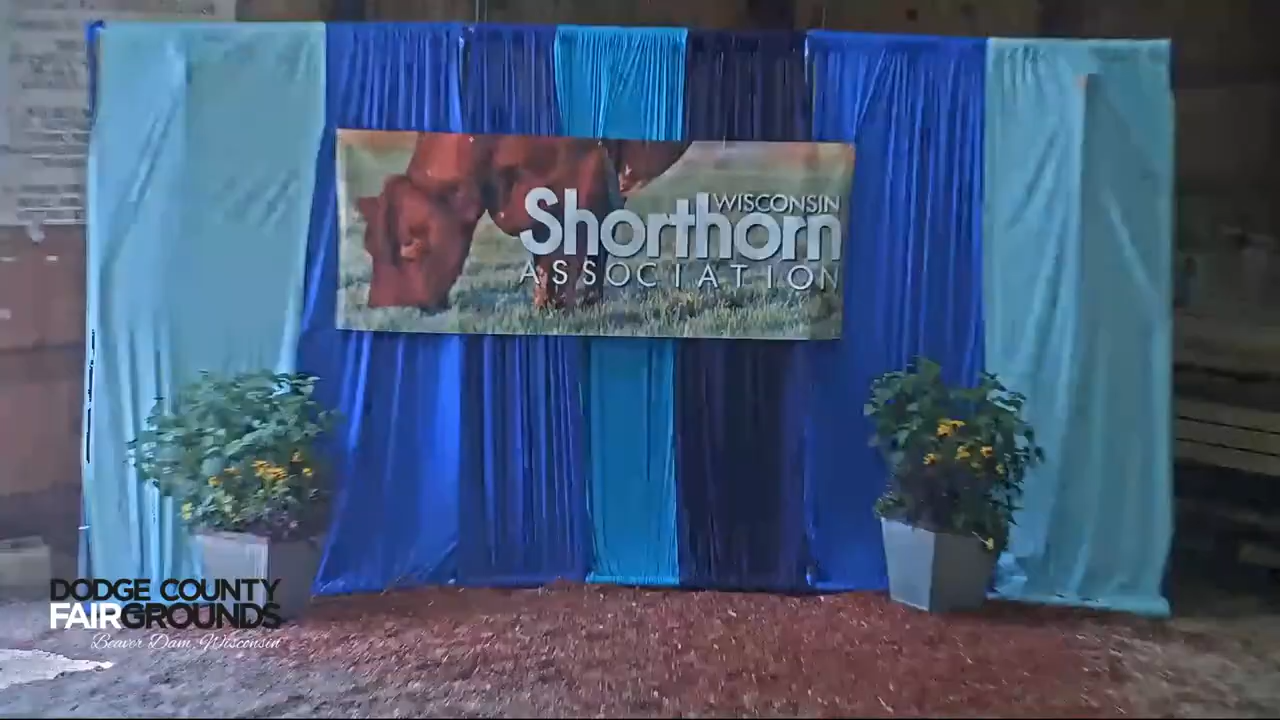 WISCONSIN
Shorthorn
ASSOCIATION
DODGE COUNTY
FAIRGROUNDS
Beaver Dam, Wisconsin